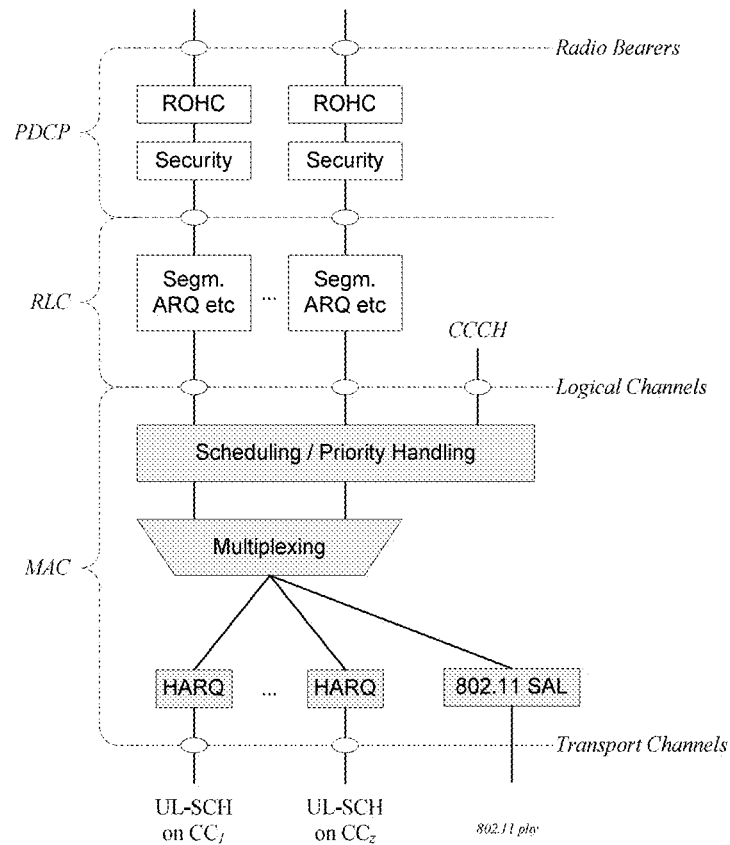 Radio Bearers
ROHC ROHC
PDCP
Security Security
Segm. ARQ etc ... Segm. ARQ etc
RLC
CCCH
Logical Channels
Scheduling / Priority Handling
Multiplexing
MAC
HARQ ... HARQ 802.11 SAL
Transport Channels
UL-SCH on CC1 UL-SCH on CCz 802.11 phy